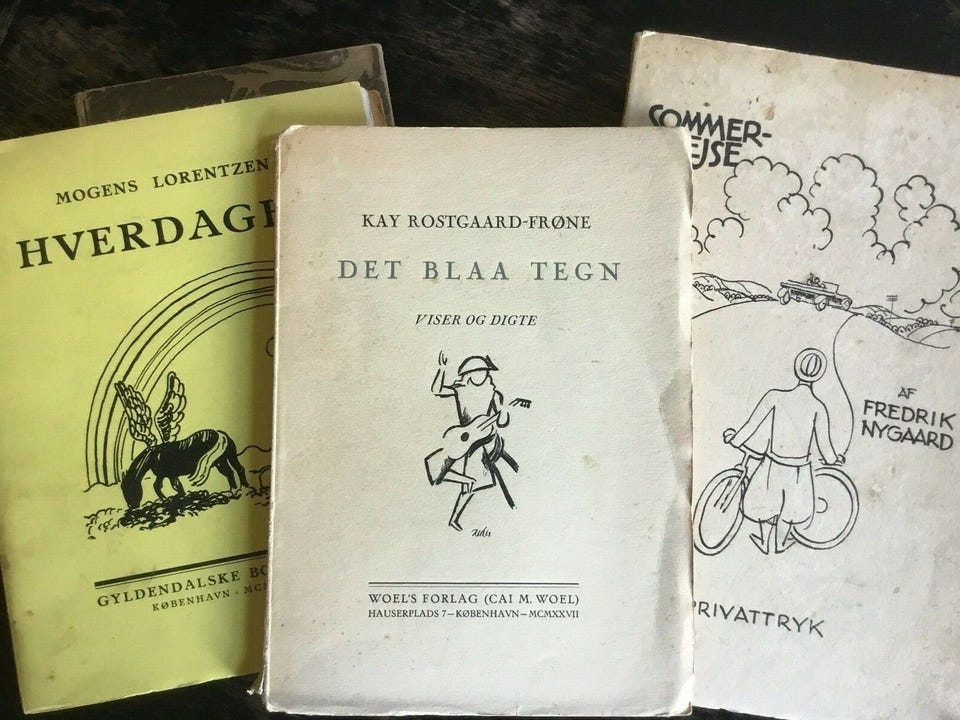 MOGENS LORENTZEN
HVERDAGE
GYLDENDALSKE BO
KØBENHAVN · MCM
KAY ROSTGAARD-FRØNE
DET BLAA TEGN
VISER OG DIGTE
WOEL'S FORLAG (CAI M. WOEL)
HAUSERPLADS 7 – KØBENHAVN – MCMXXVII
SOMMER-
EJSE
AF
FREDRIK
NYGAARD
PRIVATTRYK